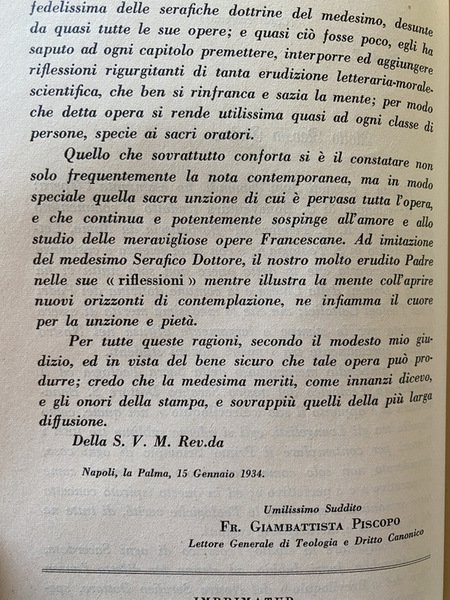 fedelissima delle serafiche dottrine del medesimo, desunte
da quasi tutte le sue opere; e quasi ciò fosse poco, egli ha
saputo ad ogni capitolo premettere, interporre ed aggiungere
riflessioni rigurgitanti di tanta erudizione letteraria-morale-
scientifica, che ben si rinfranca e sazia la mente; per modo
che detta opera si rende utilissima quasi ad ogni classe di
persone, specie ai sacri oratori.
Quello che sovrattutto conforta si è il constatare non
solo frequentemente la nota contemporanea, ma in modo
speciale quella sacra unzione di cui è pervasa tutta l'opera,
e che continua e potentemente sospinge all'amore e allo
studio delle meravigliose opere Francescane. Ad imitazione
del medesimo Serafico Dottore, il nostro molto erudito Padre
nelle sue « riflessioni » mentre illustra la mente coll'aprire
nuovi orizzonti di contemplazione, ne infiamma il cuore
per la unzione e pietà.
Per tutte queste ragioni, secondo il modesto mio giu-
dizio, ed in vista del bene sicuro che tale opera può pro-
durre; credo che la medesima meriti, come innanzi dicevo,
e gli onori della stampa, e sovrappiù quelli della più larga
diffusione.
Della S. V. M. Rev.da
Napoli, la Palma, 15 Gennaio 1934.
Umilissimo Suddito
FR. GIAMBATTISTA PISCOPO
Lettore Generale di Teologia e Dritto Canonico
IMPRIMATUR